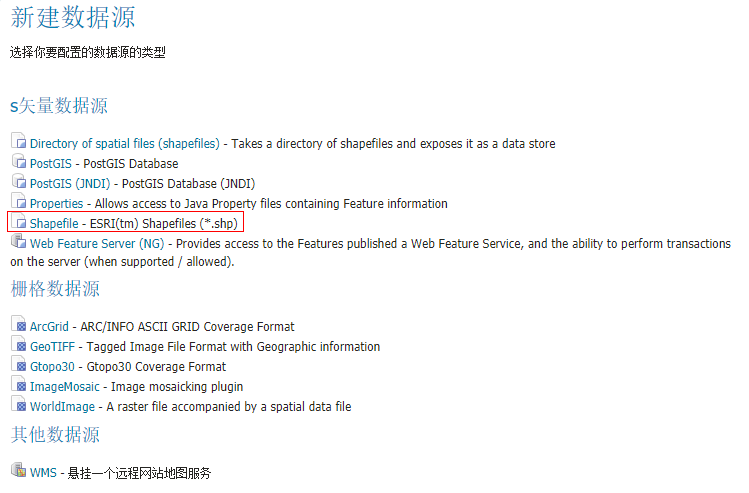 新建数据源
选择你要配置的数据源的类型
s矢量数据源
Directory of spatial files (shapefiles) - Takes a directory of shapefiles and exposes it as a data store
PostGIS - PostGIS Database
PostGIS (JNDI) - PostGIS Database (JNDI)
Properties - Allows access to Java Property files containing Feature information
Shapefile - ESRI(tm) Shapefiles (*.shp)
Web Feature Server (NG) - Provides access to the Features published a Web Feature Service, and the ability to perform transactions
on the server (when supported / allowed).
栅格数据源
ArcGrid - ARC/INFO ASCII GRID Coverage Format
GeoTIFF - Tagged Image File Format with Geographic information
Gtopo30 - Gtopo30 Coverage Format
ImageMosaic - Image mosaicking plugin
WorldImage - A raster file accompanied by a spatial data file
其他数据源
WMS - 悬挂一个远程网站地图服务